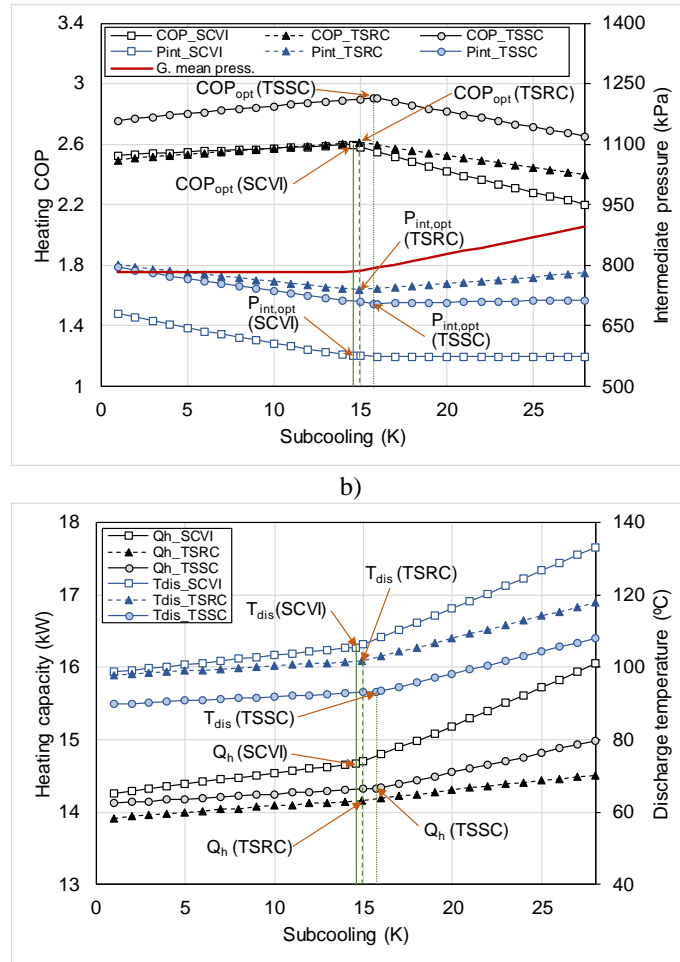 3.4
3
2.6
2.2
1.8
1.4
1
Heating COP
COP_SCVI COP_TSRC COP_TSSC
Pint_SCVI Pint_TSRC Pint_TSSC
G. mean press.
COPopt (TSSC)
COPopt (TSRC)
COPopt (SCVI)
Pint,opt
(TSRC)
Pint,opt
(SCVI)
Pint,opt
(TSSC)
1400
1250
1100
950
800
650
500
Intermediate pressure (kPa)
0 5 10 15 20 25
Subcooling (K)
b)
18
17
16
15
14
13
Heating capacity (kW)
Qh_SCVI
Qh_TSRC
Qh_TSSC
Tdis_SCVI
Tdis_TSRC
Tdis_TSSC
Tdis (TSRC)
Tdis (SCVI)
Tdis (TSSC)
Qh (SCVI)
Qh (TSRC)
Qh (TSSC)
140
120
100
80
60
40
Discharge temperature (ºC)
0 5 10 15 20 25
Subcooling (K)